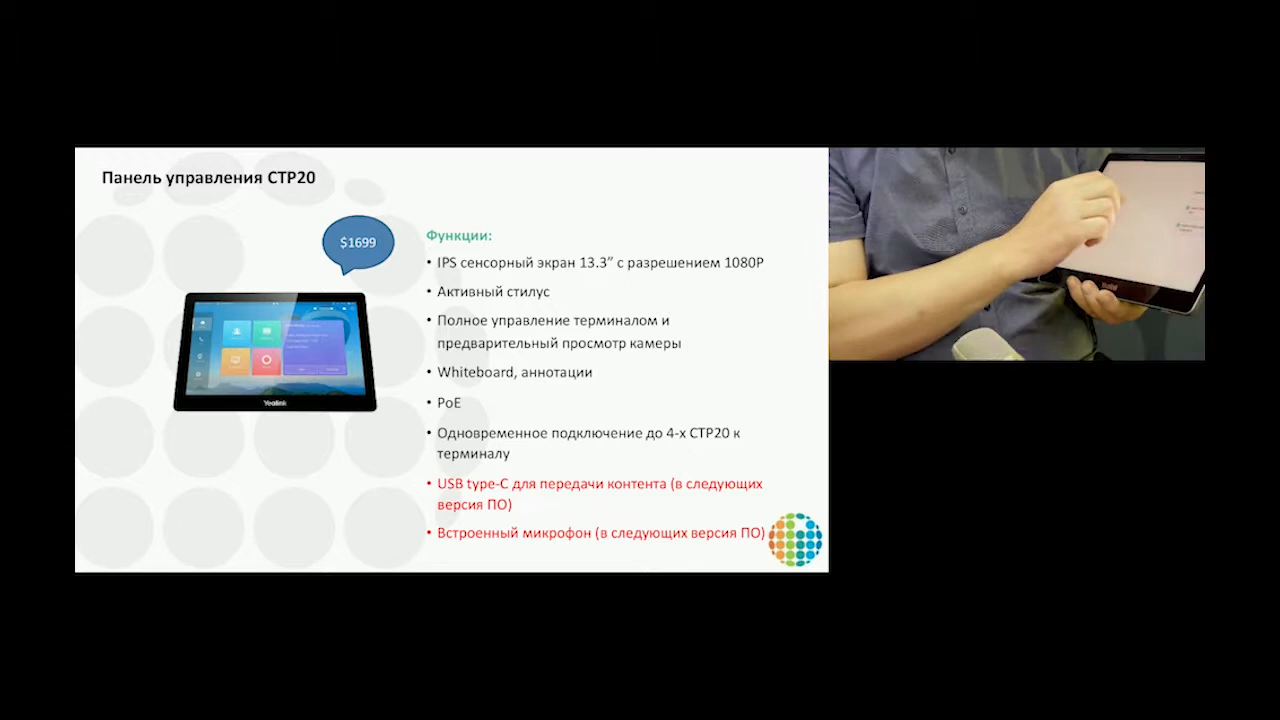 Панель управления CTP20
$1699
Функции:
• IPS сенсорный экран 13.3” с разрешением 1080P
• Активный стилус
• Полное управление терминалом и
предварительный просмотр камеры
• Whiteboard, аннотации
• PoE
• Одновременное подключение до 4-х CTP20 к
терминалу
• USB type-C для передачи контента (в следующих
версия ПО)
• Встроенный микрофон (в следующих версия ПО)
Yealink
Yealink